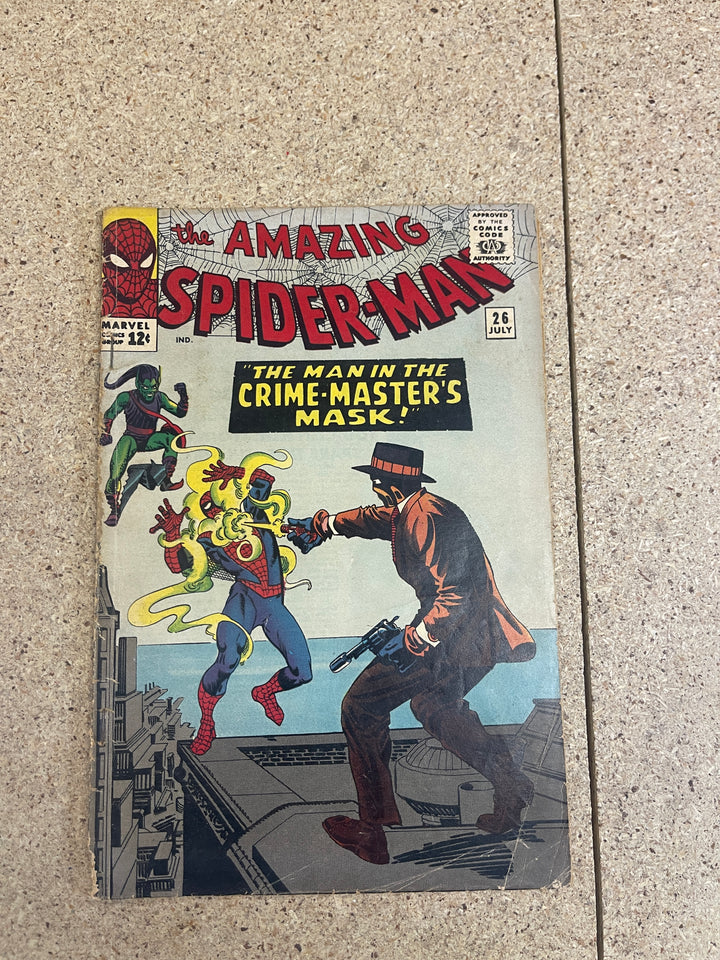 the AMAZING
SPIDER-MAN
APPROVED
BY THE
COMICS
CODE
CA
AUTHORITY
MARVEL
COMICS
GROUP 12¢
IND.
26
JULY
"THE MAN IN THE
CRIME-MASTER'S
MASK!"